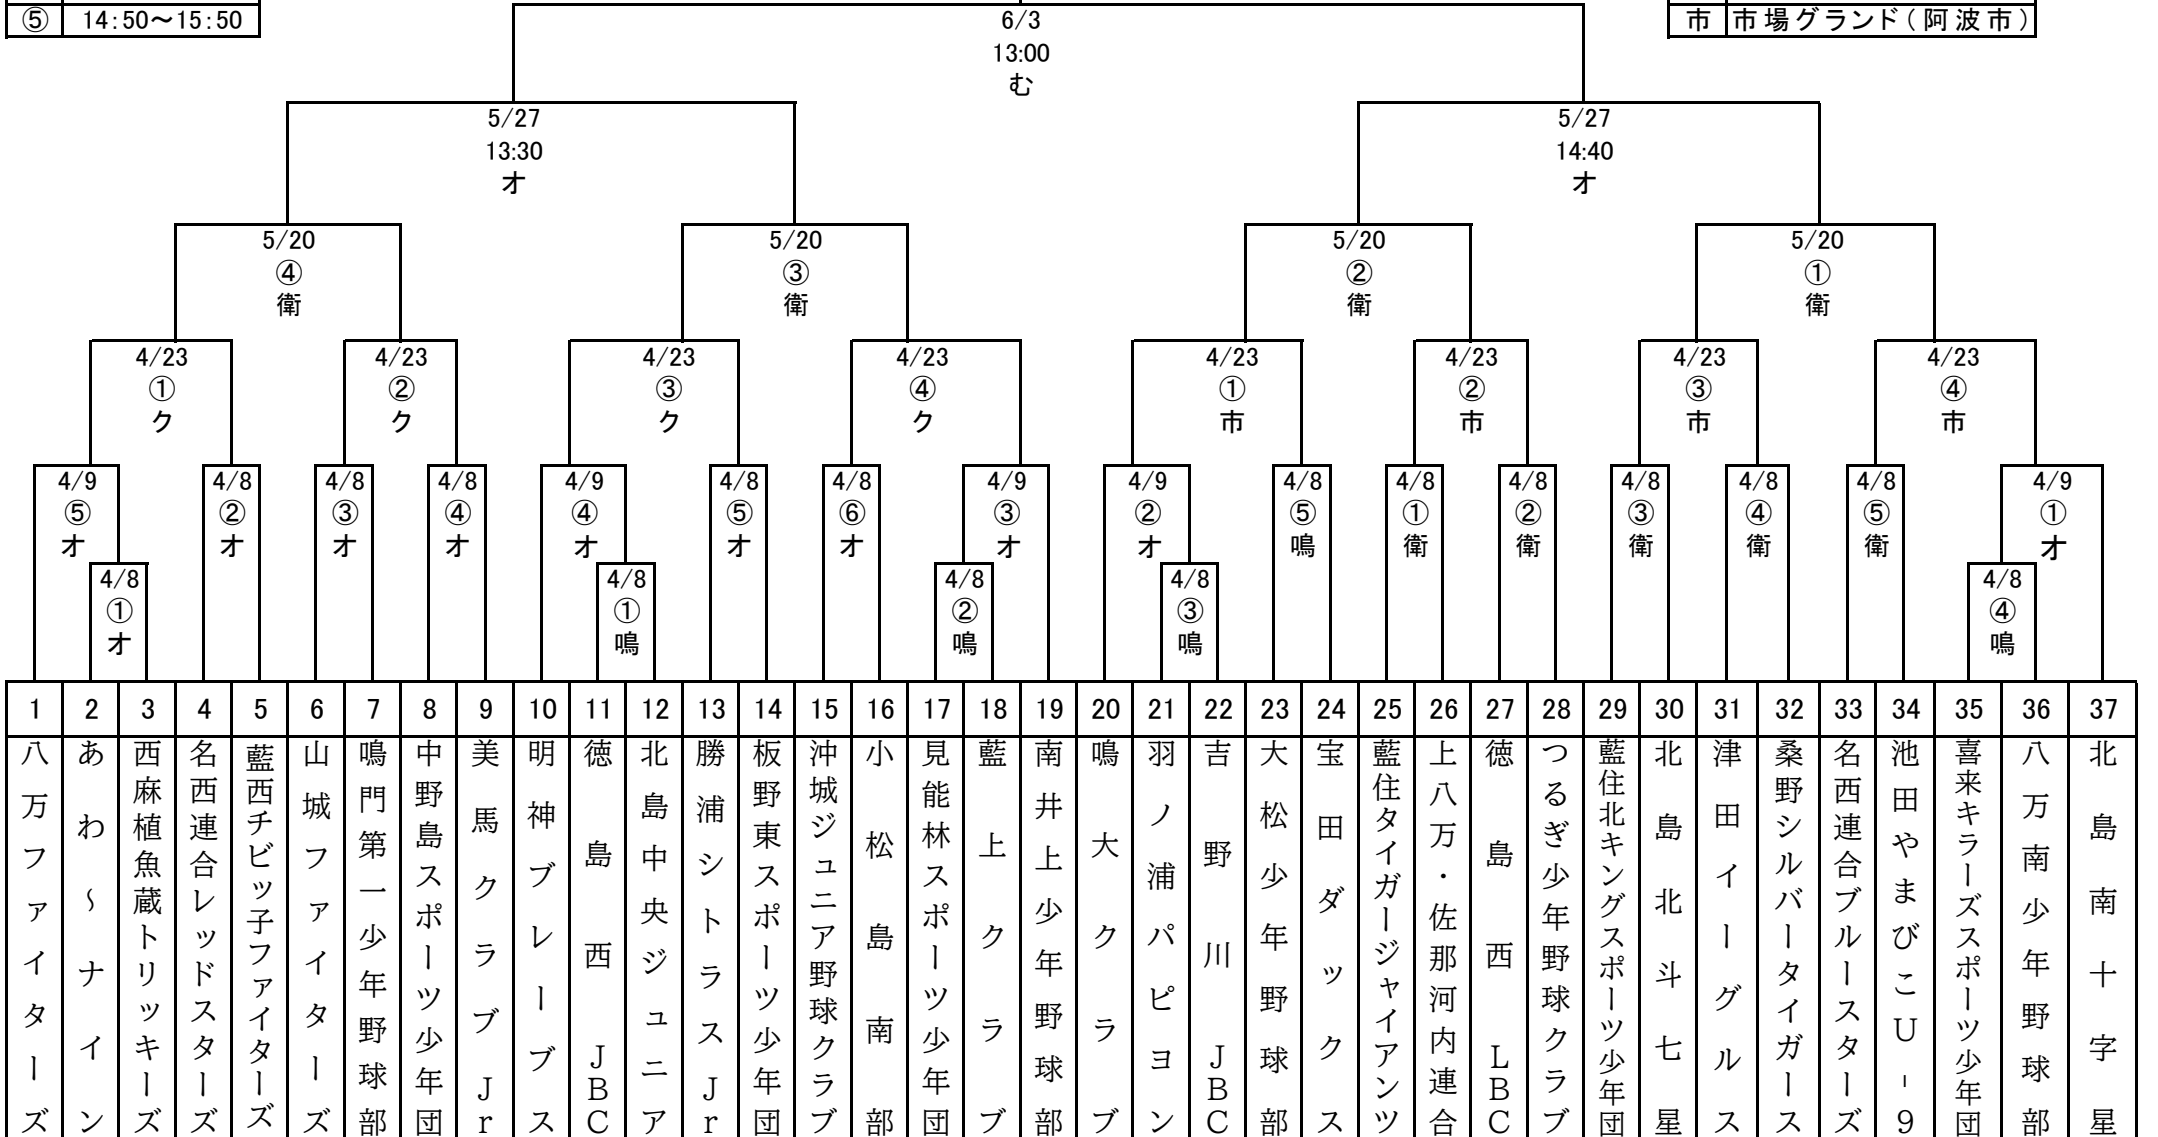 ⑤ 14:50～15:50
市 市場グランド（阿波市）
6/3
13:00
む
5/27
13:30
オ
5/27
14:40
オ
5/20
④
衛
5/20
③
衛
5/20
②
衛
5/20
①
衛
4/23
①
ク
4/23
②
ク
4/23
③
ク
4/23
④
ク
4/23
①
市
4/23
②
市
4/23
③
市
4/23
④
市
4/9
⑤
オ
4/8
②
オ
4/8
③
オ
4/8
④
オ
4/9
④
オ
4/8
⑤
オ
4/8
⑥
オ
4/9
③
オ
4/9
②
オ
4/8
⑤
鳴
4/8
①
衛
4/8
②
衛
4/8
③
衛
4/8
④
衛
4/8
⑤
衛
4/9
①
オ
4/8
①
オ
4/8
①
鳴
4/8
②
鳴
4/8
③
鳴
4/8
④
鳴
1
八万ファイターズ
2
あわ～ナイン
3
西麻植魚蔵トリッキーズ
4
名西連合レッドスターズ
5
藍西チビッ子ファイターズ
6
山城ファイターズ
7
鳴門第一少年野球部
8
中野島スポーツ少年団
9
美馬クラブJr
10
明神ブレーブス
11
徳島西JBC
12
北島中央ジュニア
13
勝浦シトラスJr
14
板野東スポーツ少年団
15
沖城ジュニア野球クラブ
16
小松島南部
17
見能林スポーツ少年団
18
藍上クラブ
19
南井上少年野球部
20
鳴大クラブ
21
羽ノ浦パピヨン
22
吉野川JBC
23
大松少年野球部
24
宝田ダックス
25
藍住タイガージャイアンツ
26
上八万・佐那河内連合
27
徳島西LBC
28
つるぎ少年野球クラブ
29
藍住北キングスポーツ少年団
30
北島北斗七星
31
津田イーグルス
32
桑野シルバータイガース
33
名西連合ブルースターズ
34
池田やまびこU-9
35
喜来キラーズスポーツ少年団
36
八万南少年野球部
37
北島南十字星